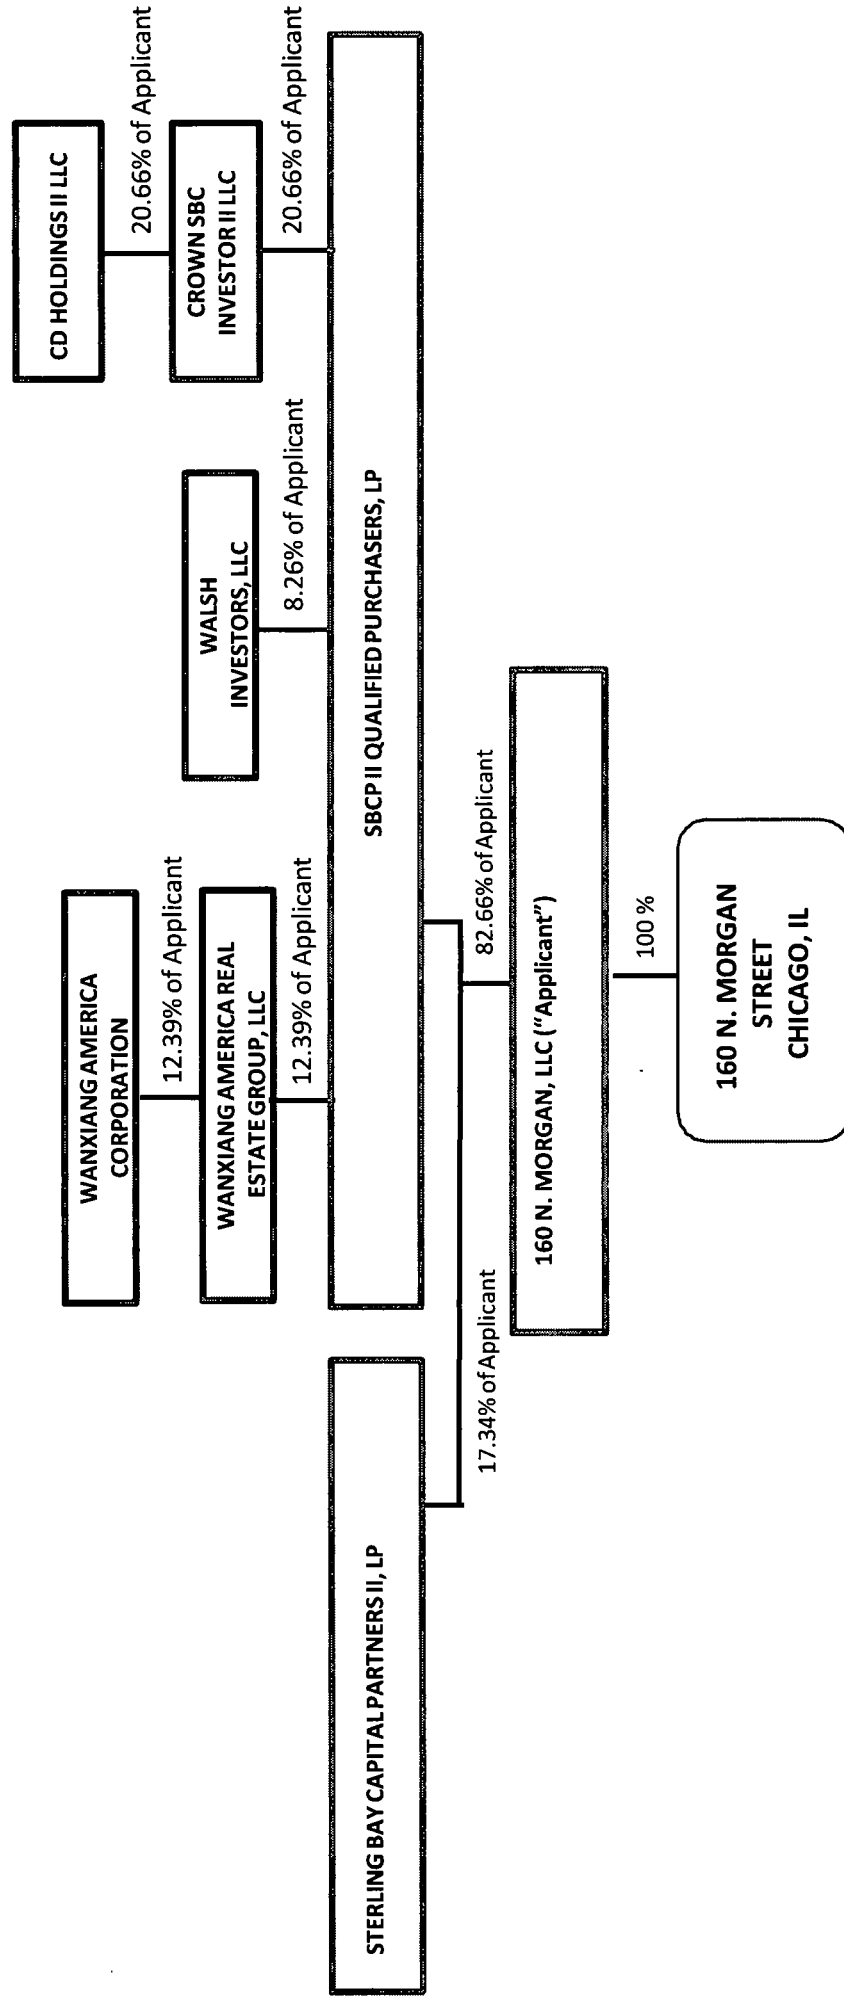 CD HOLDINGS II LLC
20.66% of Applicant
CROWN SBC
INVESTOR II LLC
20.66% of Applicant
WALSH
INVESTORS, LLC
8.26% of Applicant
WANXIANG AMERICA
CORPORATION
12.39% of Applicant
WANXIANG AMERICA REAL
ESTATE GROUP, LLC
12.39% of Applicant
STERLING BAY CAPITAL PARTNERS II, LP
SBCP II QUALIFIED PURCHASERS, LP
17.34% of Applicant
82.66% of Applicant
160 N. MORGAN, LLC (“Applicant”)
100 %
160 N. MORGAN
STREET
CHICAGO, IL